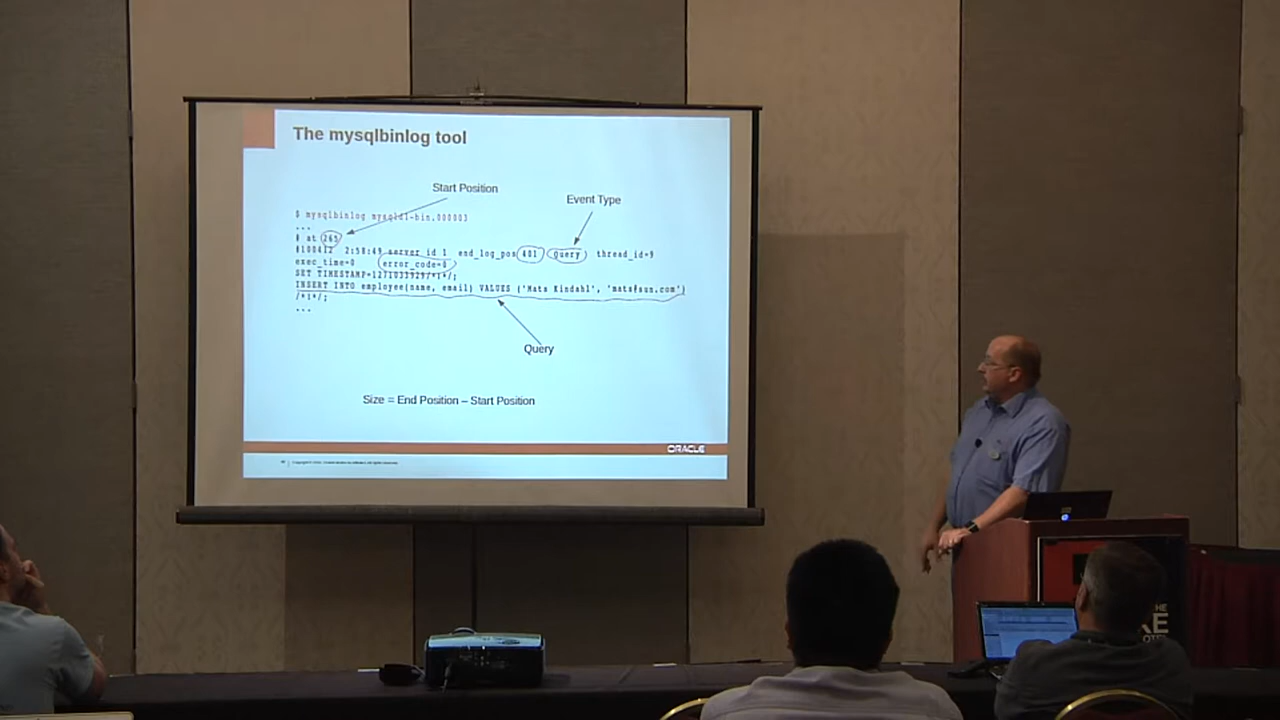 The mysqlbinlog tool
Start Position
Event Type
$ mysqlbinlog mysqld1-bin.000003
...
# at 265
#100412 2:58:49 server id 1 end_log_pos 401 Query thread_id=9
exec_time=0 error_code=0
SET TIMESTAMP=1271033929/*!*/;
INSERT INTO employee(name, email) VALUES ('Mats Kindahl', 'mats@sun.com')
/*!*/;
...
Query
Size = End Position – Start Position
ORACLE